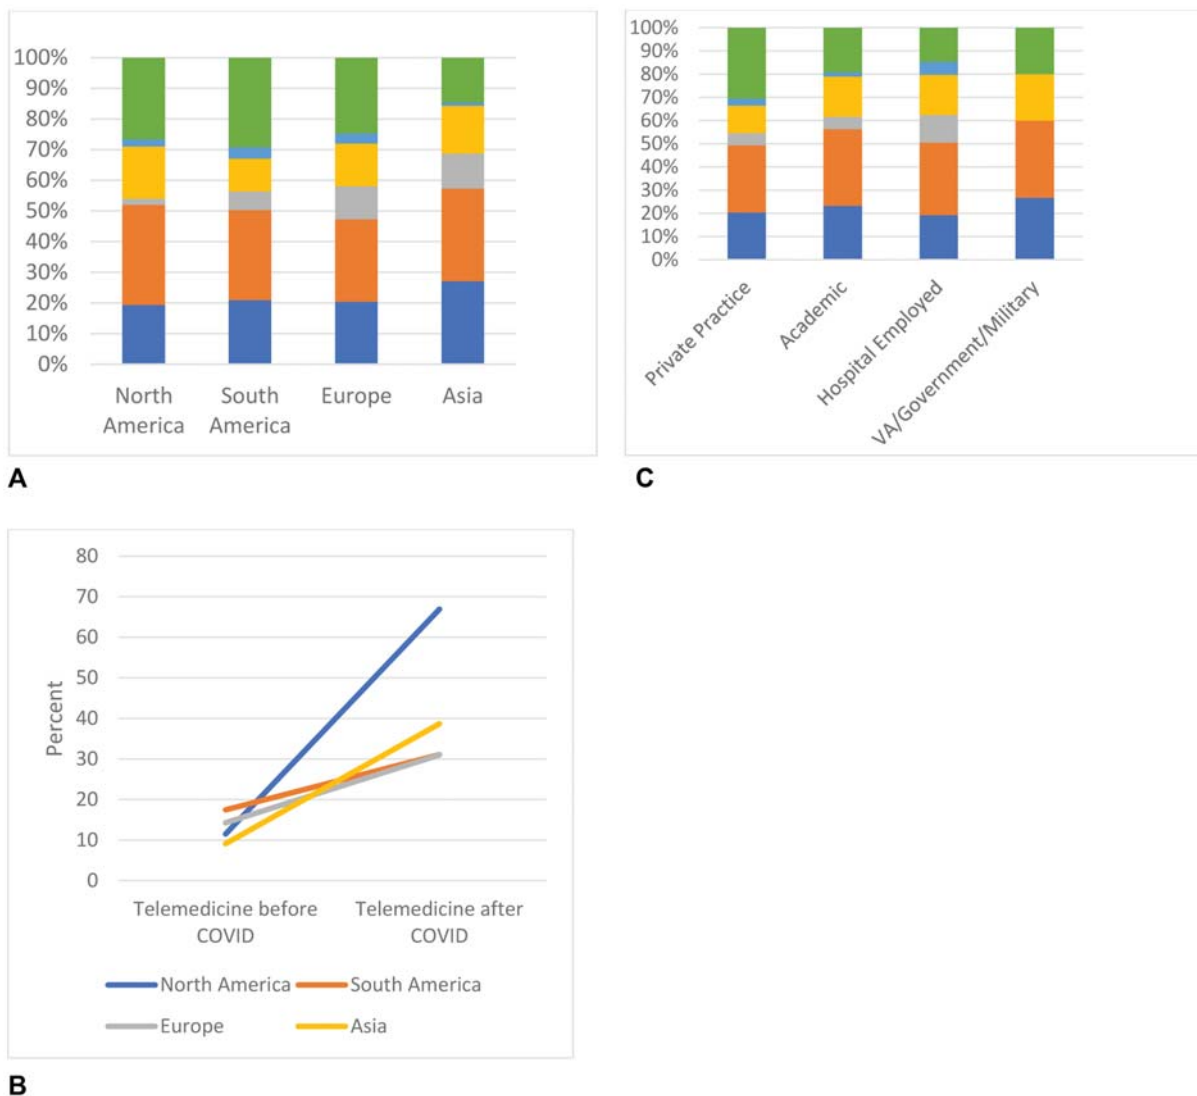 100%
90%
80%
70%
60%
50%
40%
30%
20%
10%
0%
North
America
South
America
Europe
Asia
A
100%
90%
80%
70%
60%
50%
40%
30%
20%
10%
0%
Private Practice
Academic
Hospital Employed
VA/Government/Military
C
80
70
60
50
40
30
20
10
0
Percent
Telemedicine before
COVID
Telemedicine after
COVID
North America
South America
Europe
Asia
B